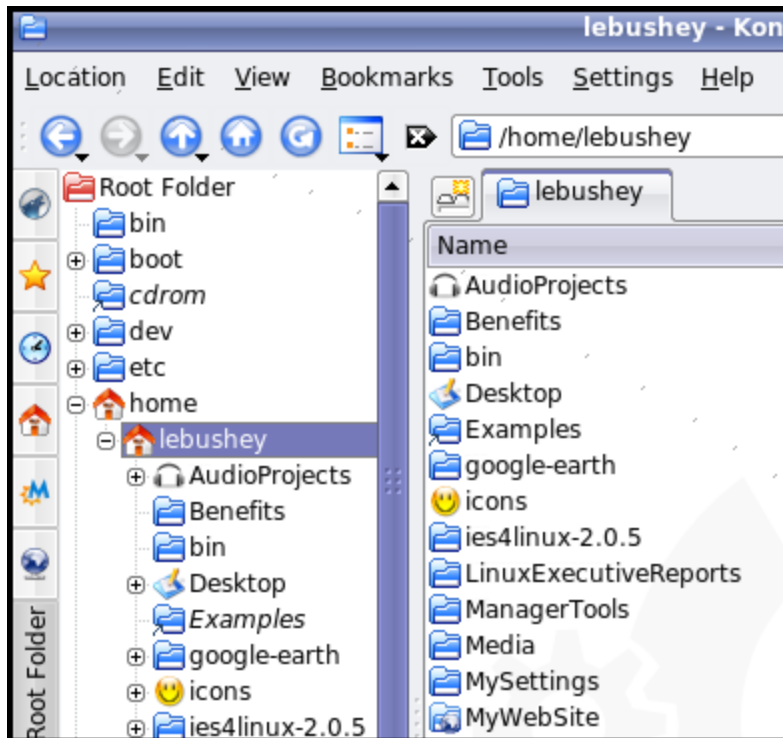 lebushey - Kon
Location Edit View Bookmarks Tools Settings Help
/home/lebushey
Root Folder
bin
boot
cdrom
dev
etc
home
lebushey
AudioProjects
Benefits
bin
Desktop
Examples
google-earth
icons
ies4linux-2.0.5
Root Folder
lebushey
Name
AudioProjects
Benefits
bin
Desktop
Examples
google-earth
icons
ies4linux-2.0.5
LinuxExecutiveReports
ManagerTools
Media
MySettings
MyWebSite